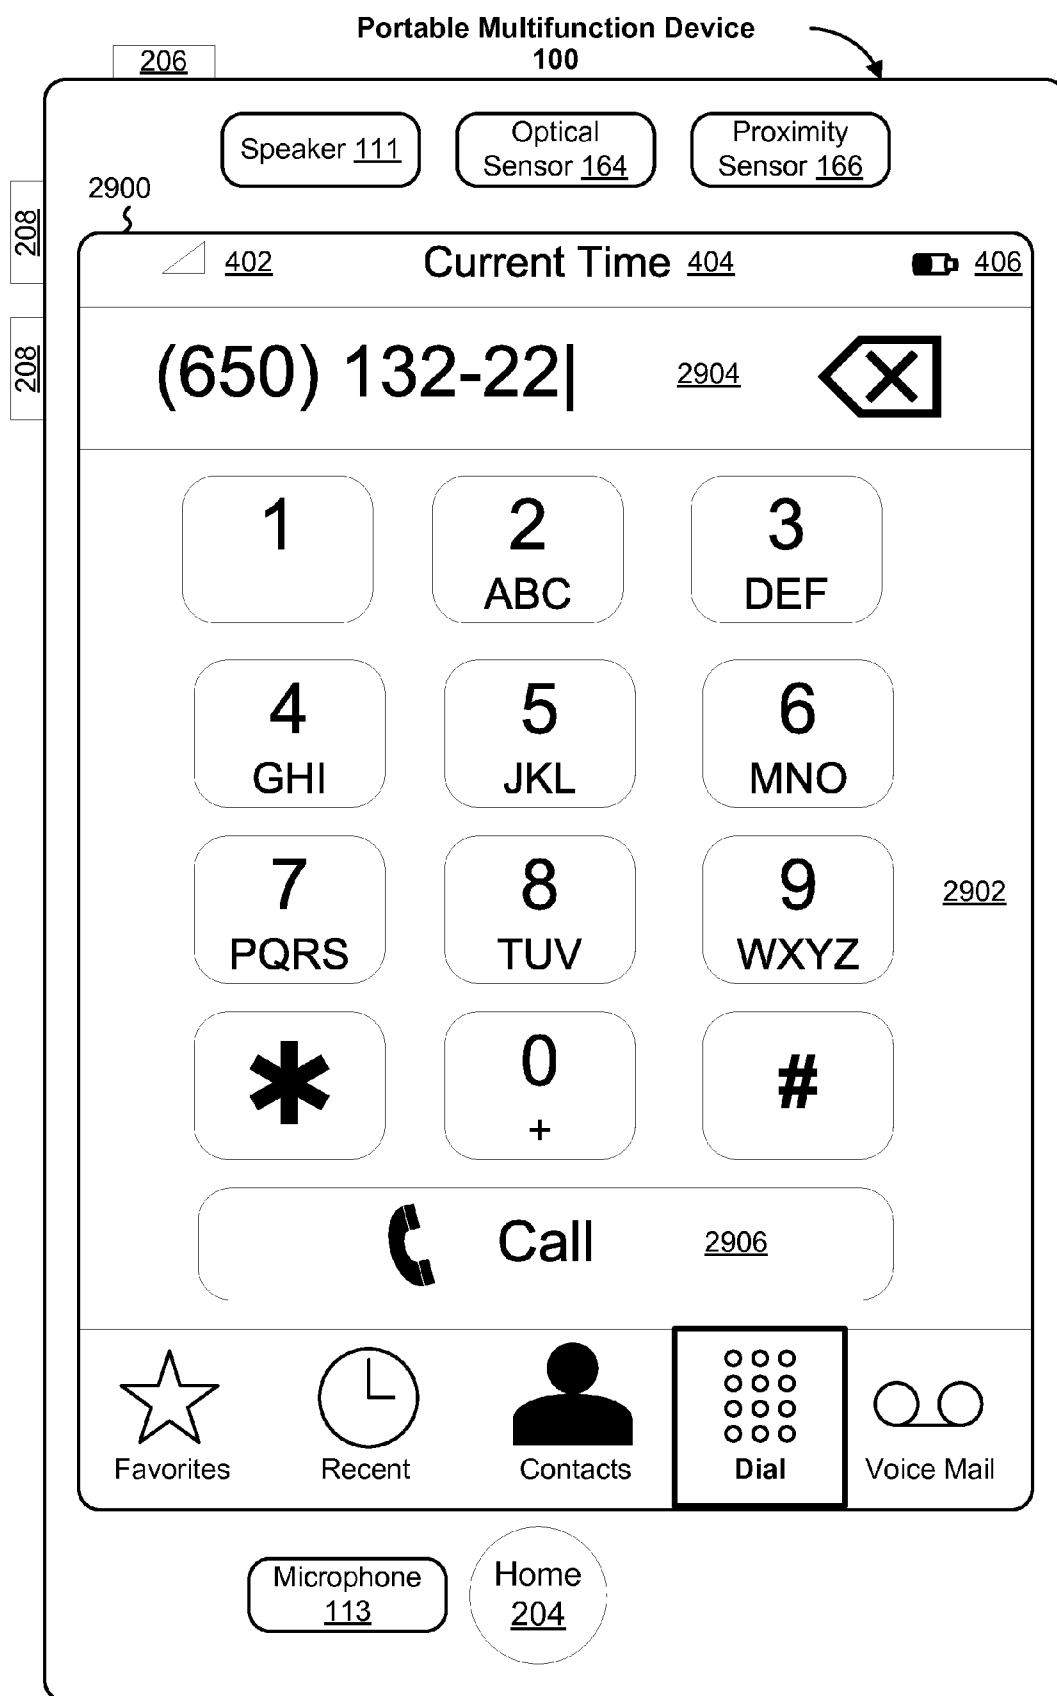 Portable Multifunction Device
100
206
Speaker 111
Optical
Sensor 164
Proximity
Sensor 166
2900
208
208
402
Current Time 404
406
(650) 132-22|
2904
1
2
ABC
3
DEF
4
GHI
5
JKL
6
MNO
7
PQRS
8
TUV
9
WXYZ
2902
*
0
+
#
Call
2906
Favorites
Recent
Contacts
Dial
Voice Mail
Microphone
113
Home
204